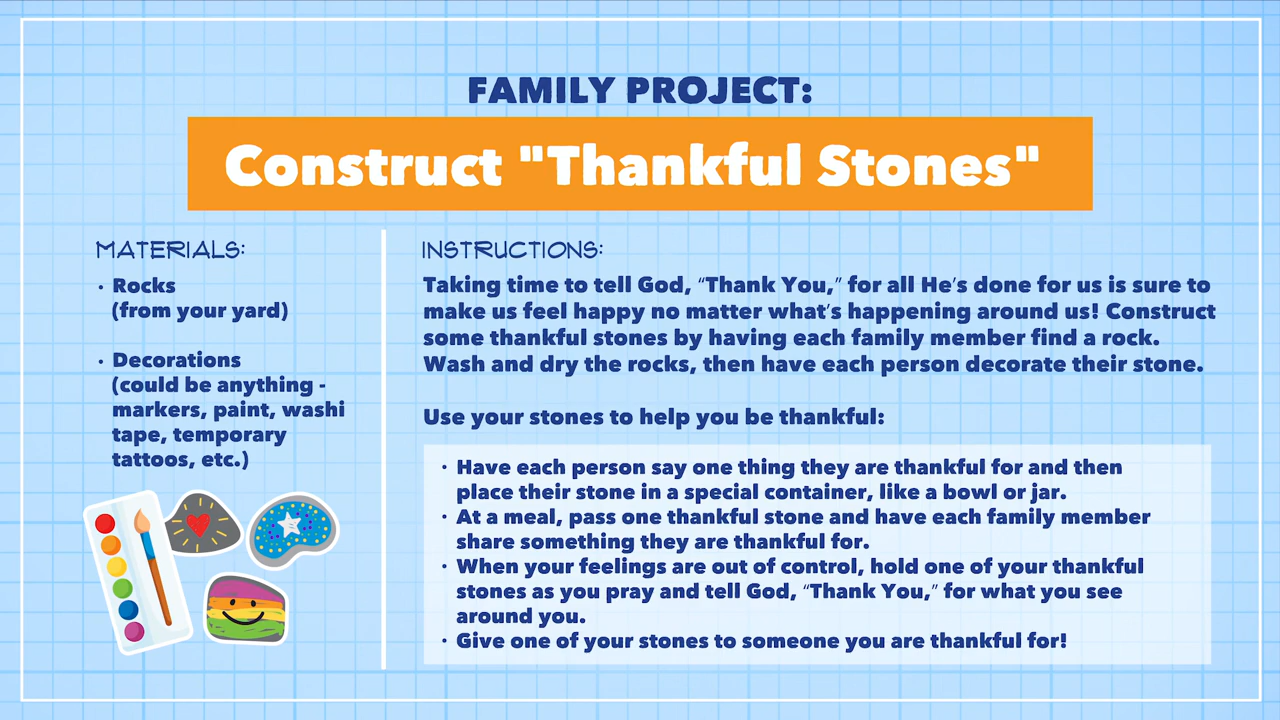 FAMILY PROJECT:
Construct "Thankful Stones"
MATERIALS:
• Rocks
(from your yard)
• Decorations
(could be anything -
markers, paint, washi
tape, temporary
tattoos, etc.)
INSTRUCTIONS:
Taking time to tell God, “Thank You,” for all He's done for us is sure to
make us feel happy no matter what's happening around us! Construct
some thankful stones by having each family member find a rock.
Wash and dry the rocks, then have each person decorate their stone.
Use your stones to help you be thankful:
• Have each person say one thing they are thankful for and then
place their stone in a special container, like a bowl or jar.
• At a meal, pass one thankful stone and have each family member
share something they are thankful for.
• When your feelings are out of control, hold one of your thankful
stones as you pray and tell God, “Thank You,” for what you see
around you.
• Give one of your stones to someone you are thankful for!